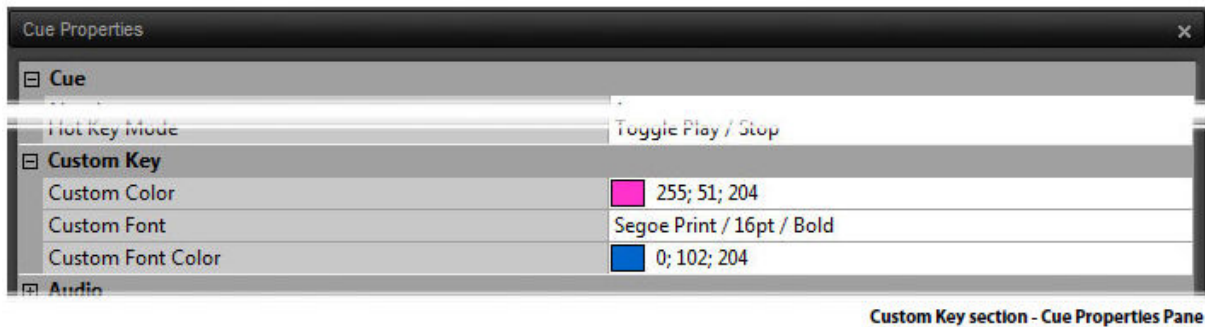 Cue Properties
Cue
Hot Key Mode Toggle Play / Stop
Custom Key
Custom Color 255; 51; 204
Custom Font Segoe Print / 16pt / Bold
Custom Font Color 0; 102; 204
Audio
Custom Key section - Cue Properties Pane